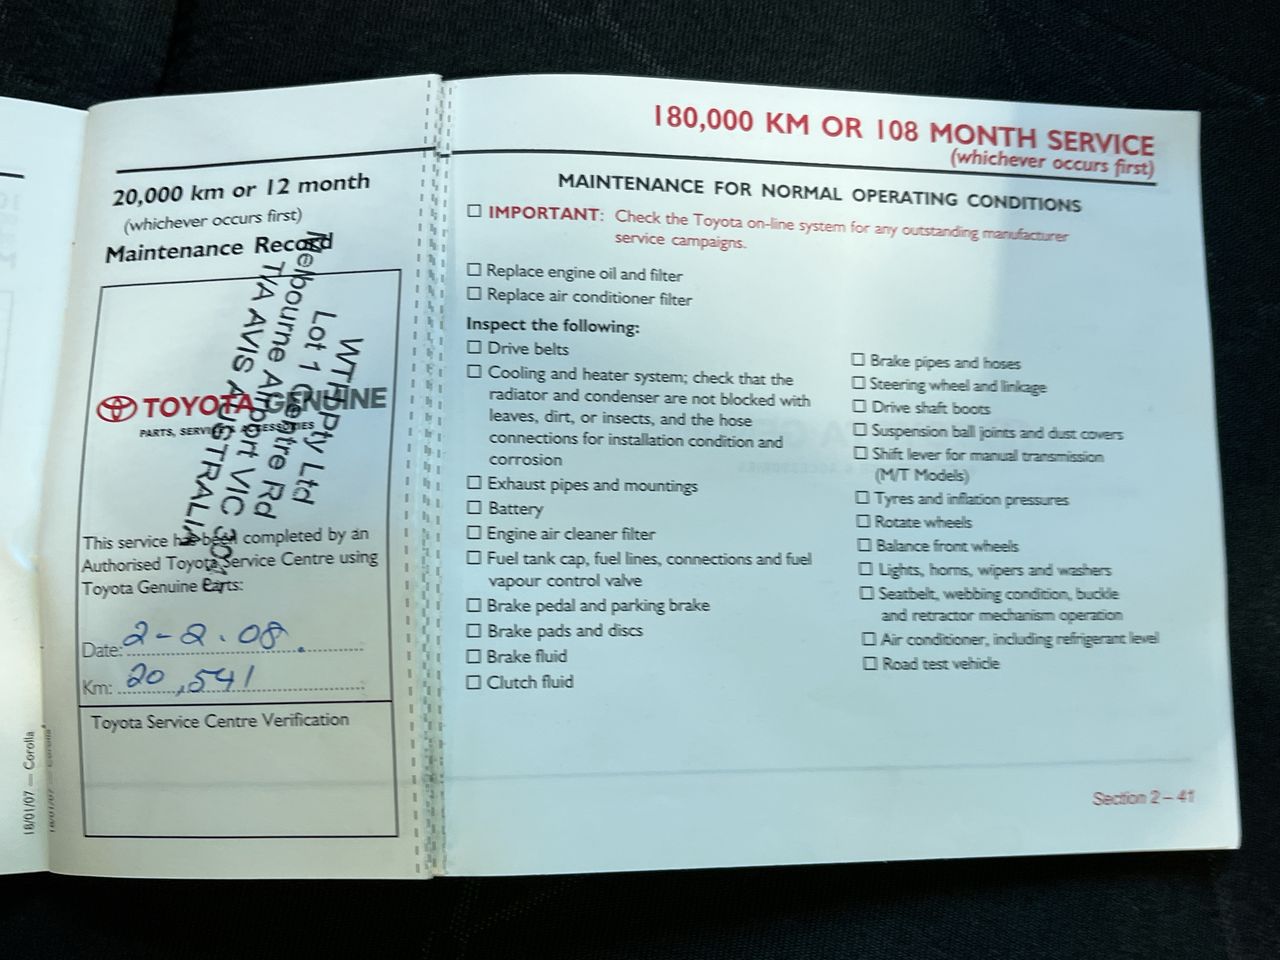 20,000 km or 12 month
(whichever occurs first)
Maintenance Record
WTH Pty Ltd
Lot 1 Centre Rd
Melbourne Airport VIC
T/A AVIS AUSTRALIA
TOYOTA GENUINE
PARTS, SERVICE & ACCESSORIES
This service has been completed by an
Authorised Toyota Service Centre using
Toyota Genuine Parts:
Date: 2-2.08.
Km: 20,541
Toyota Service Centre Verification
18/01/07 — Corolla
18/01/07 — Corolla
180,000 KM OR 108 MONTH SERVICE
(whichever occurs first)
MAINTENANCE FOR NORMAL OPERATING CONDITIONS
☐ IMPORTANT: Check the Toyota on-line system for any outstanding manufacturer
service campaigns.
☐ Replace engine oil and filter
☐ Replace air conditioner filter
Inspect the following:
☐ Drive belts
☐ Cooling and heater system; check that the
radiator and condenser are not blocked with
leaves, dirt, or insects, and the hose
connections for installation condition and
corrosion
☐ Exhaust pipes and mountings
☐ Battery
☐ Engine air cleaner filter
☐ Fuel tank cap, fuel lines, connections and fuel
vapour control valve
☐ Brake pedal and parking brake
☐ Brake pads and discs
☐ Brake fluid
☐ Clutch fluid
☐ Brake pipes and hoses
☐ Steering wheel and linkage
☐ Drive shaft boots
☐ Suspension ball joints and dust covers
☐ Shift lever for manual transmission
(M/T Models)
☐ Tyres and inflation pressures
☐ Rotate wheels
☐ Balance front wheels
☐ Lights, horns, wipers and washers
☐ Seatbelt, webbing condition, buckle
and retractor mechanism operation
☐ Air conditioner, including refrigerant level
☐ Road test vehicle
Section 2 – 41